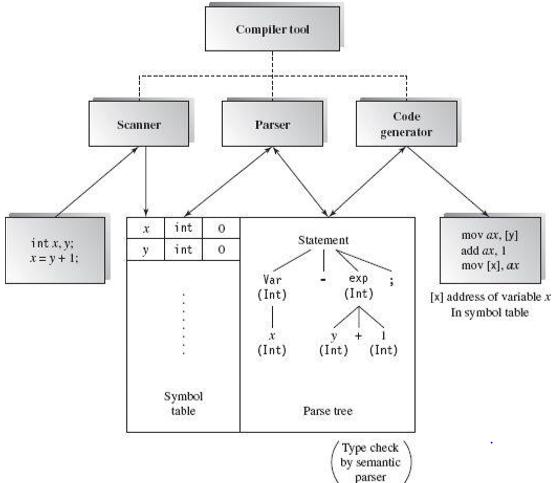 Compiler tool
Scanner
Parser
Code
generator
int x, y;
x = y + 1;
x int 0
y int 0
Symbol
table
Statement
Var - exp ;
(Int) (Int)
x y + 1
(Int) (Int) (Int)
Parse tree
mov ax, [y]
add ax, 1
mov [x], ax
[x] address of variable x
In symbol table
Type check
by semantic
parser